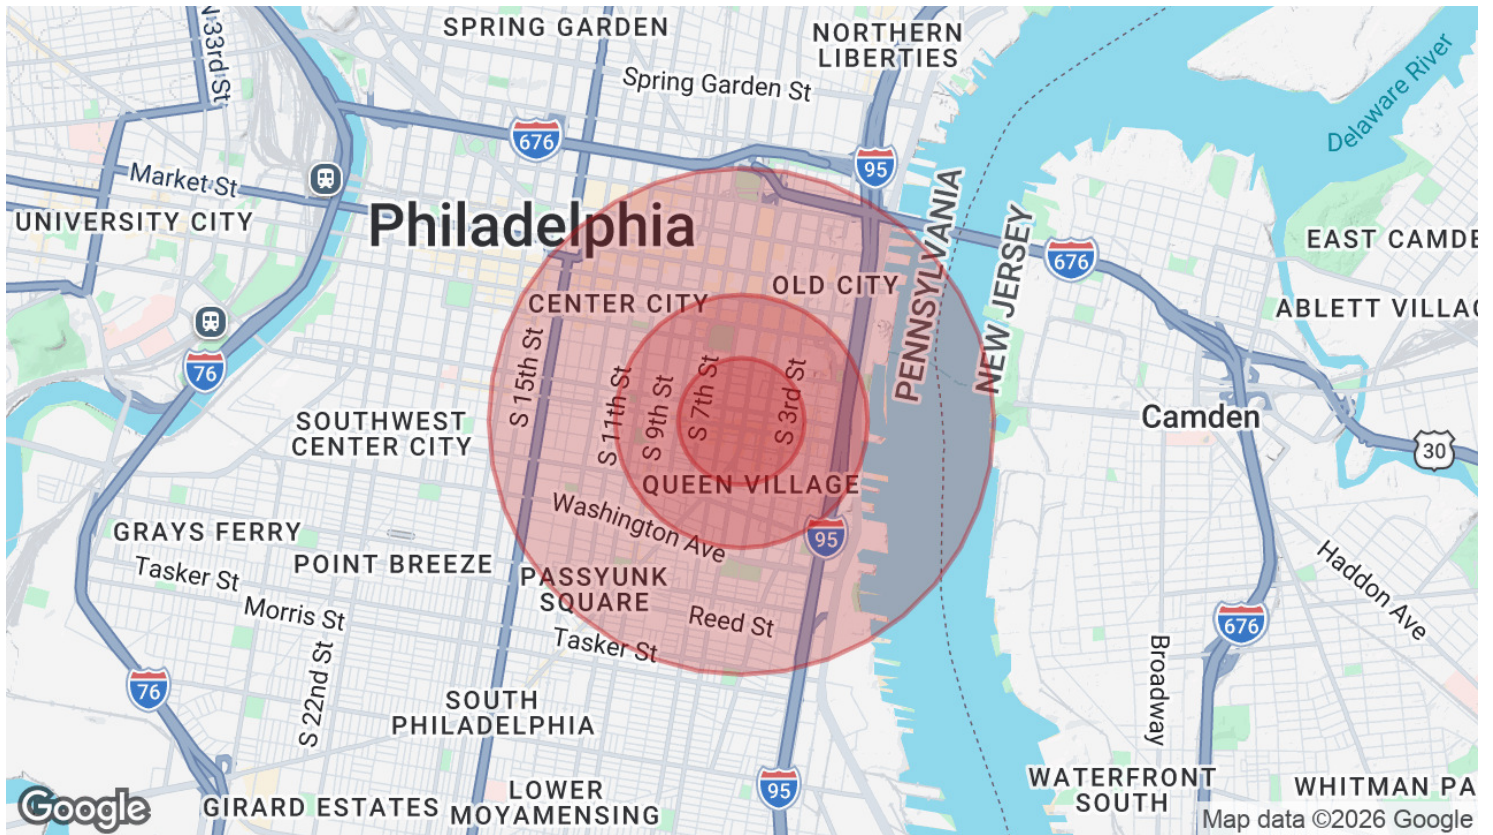 SPRING GARDEN
NORTHERN
LIBERTIES
N 33rd St
Spring Garden St
Delaware River
676
95
Market St
UNIVERSITY CITY
Philadelphia
PENNSYLVANIA
NEW JERSEY
676
EAST CAMDE
OLD CITY
CENTER CITY
ABLETT VILLAG
76
S 15th St
S 11th St
S 9th St
S 7th St
S 3rd St
SOUTHWEST
CENTER CITY
Camden
30
QUEEN VILLAGE
Washington Ave
95
GRAYS FERRY
POINT BREEZE
Tasker St
Morris St
PASSYUNK
SQUARE
Reed St
Tasker St
Haddon Ave
676
Broadway
76
S 22nd St
SOUTH
PHILADELPHIA
95
WATERFRONT
SOUTH
WHITMAN PA
Google
GIRARD ESTATES
LOWER
MOYAMENSING
Map data ©2026 Google